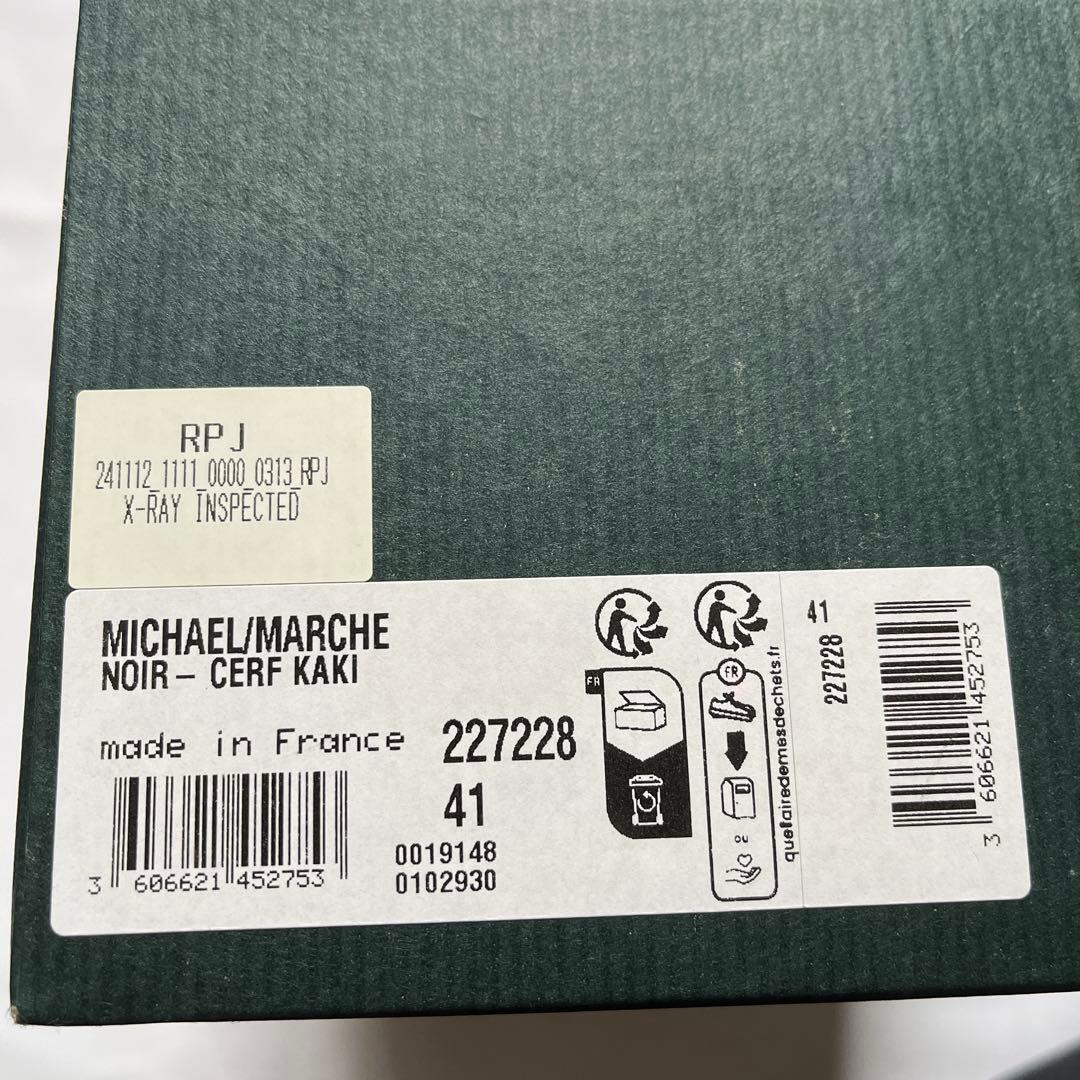 RPJ
241112_1111_0000_0313_RPJ
X-RAY INSPECTED
MICHAEL/MARCHE
NOIR - CERF KAKI
made in France
227228
41
0019148
0102930
3 606621 452753
FR
FR
ou
quefairedemesdechets.fr
41
227228
3 606621 452753